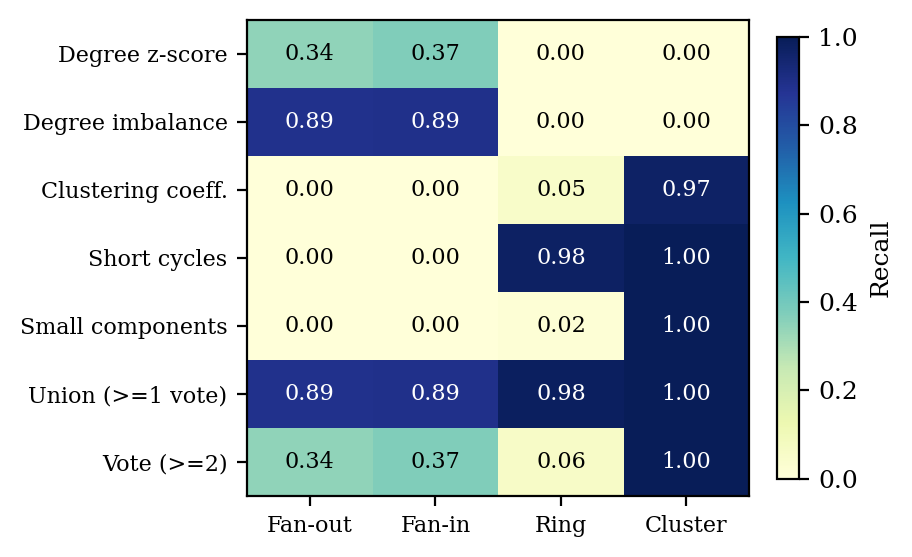 Degree z-score 0.34 0.37 0.00 0.00
Degree imbalance 0.89 0.89 0.00 0.00
Clustering coeff. 0.00 0.00 0.05 0.97
Short cycles 0.00 0.00 0.98 1.00
Small components 0.00 0.00 0.02 1.00
Union (>=1 vote) 0.89 0.89 0.98 1.00
Vote (>=2) 0.34 0.37 0.06 1.00
Fan-out Fan-in Ring Cluster
1.0
0.8
0.6
0.4
0.2
0.0
Recall